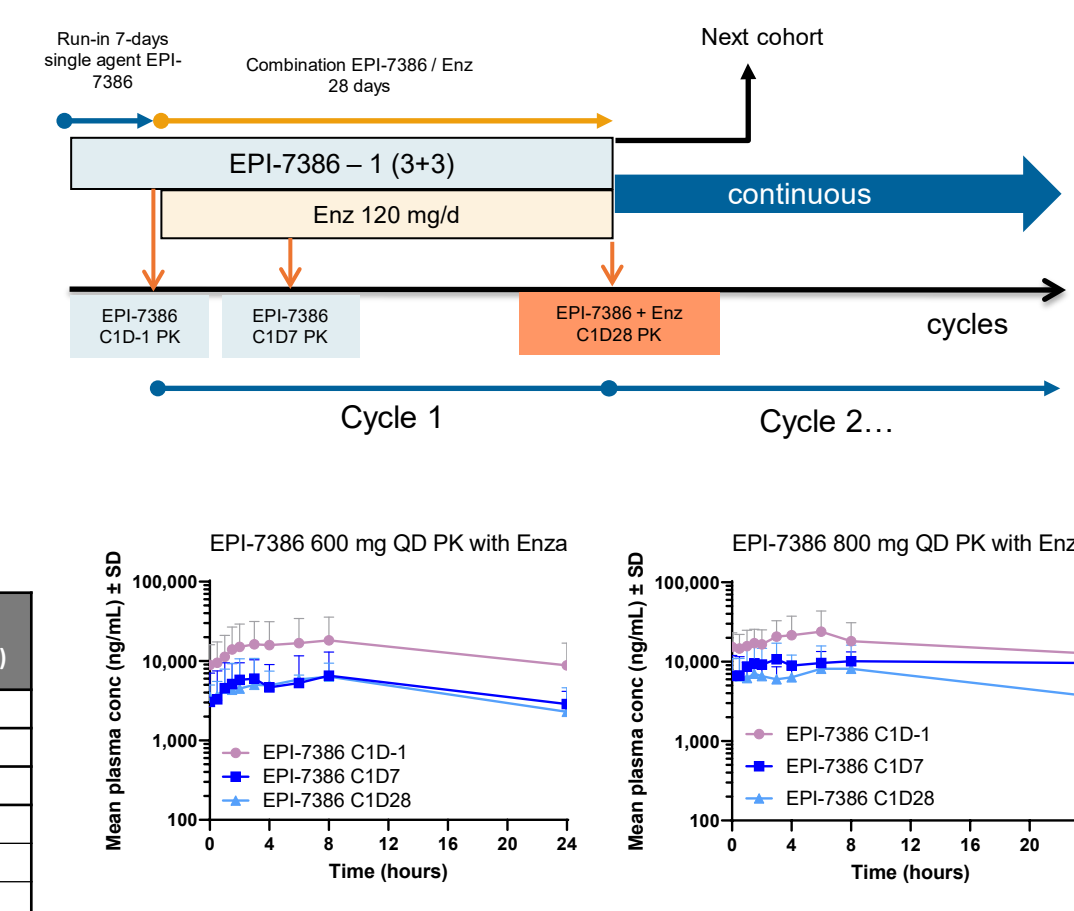 Run-in 7-days
single agent EPI-
7386
Combination EPI-7386 / Enz
28 days
Next cohort
EPI-7386 – 1 (3+3)
continuous
Enz 120 mg/d
EPI-7386
C1D-1 PK
EPI-7386
C1D7 PK
EPI-7386 + Enz
C1D28 PK
cycles
Cycle 1
Cycle 2…
)
EPI-7386 600 mg QD PK with Enza
Mean plasma conc (ng/mL) ± SD
100,000
10,000
1,000
100
EPI-7386 C1D-1
EPI-7386 C1D7
EPI-7386 C1D28
0 4 8 12 16 20 24
Time (hours)
EPI-7386 800 mg QD PK with Enz
Mean plasma conc (ng/mL) ± SD
100,000
10,000
1,000
100
EPI-7386 C1D-1
EPI-7386 C1D7
EPI-7386 C1D28
0 4 8 12 16 20
Time (hours)